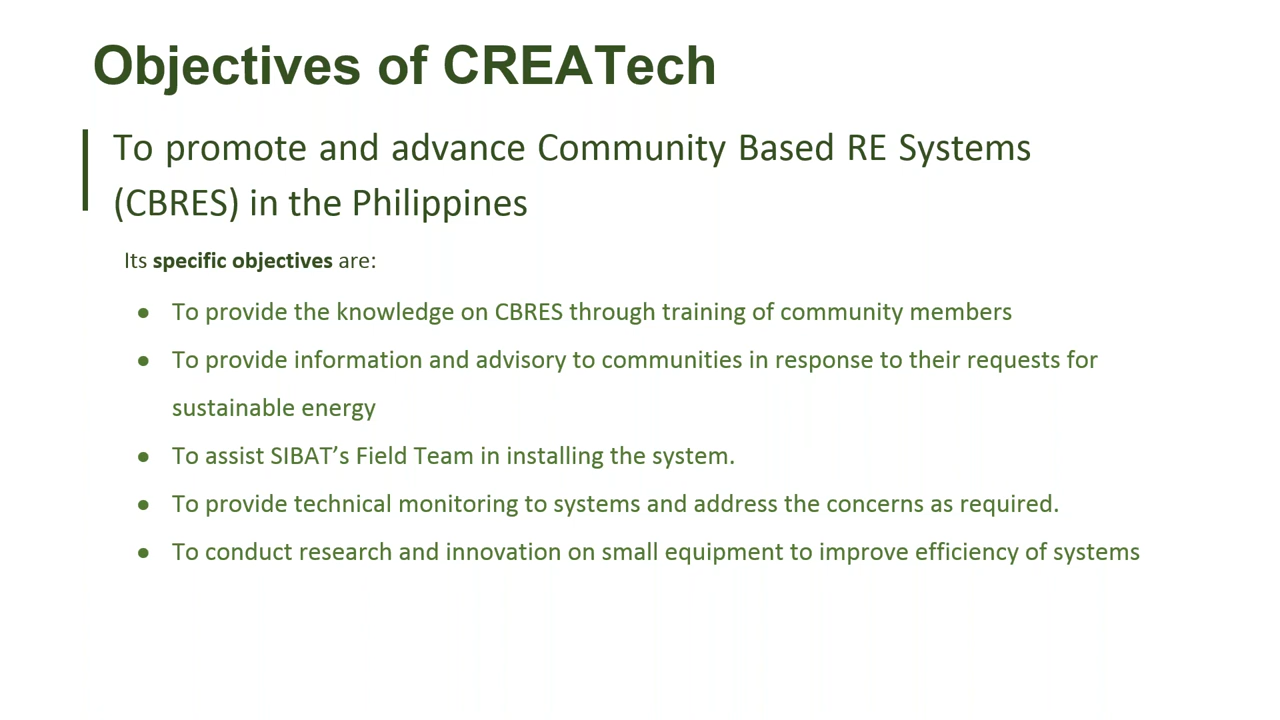 Objectives of CREATech
To promote and advance Community Based RE Systems
(CBRES) in the Philippines
Its specific objectives are:
● To provide the knowledge on CBRES through training of community members
● To provide information and advisory to communities in response to their requests for
sustainable energy
● To assist SIBAT’s Field Team in installing the system.
● To provide technical monitoring to systems and address the concerns as required.
● To conduct research and innovation on small equipment to improve efficiency of systems